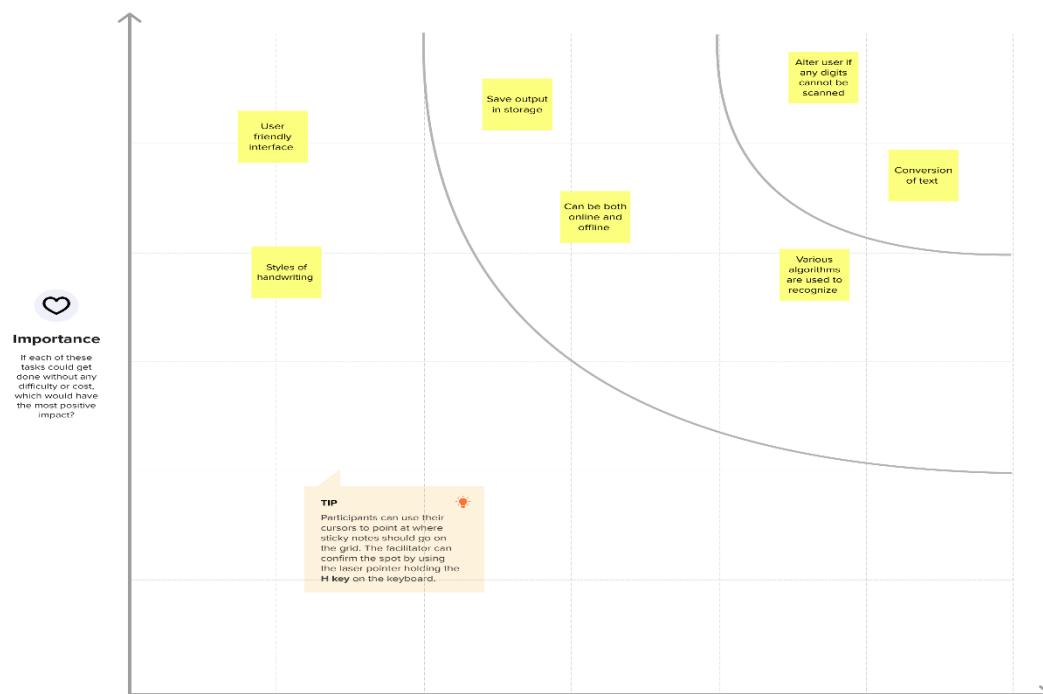 Alter user if
any digits
cannot be
scanned
Save output
in storage
User
friendly
interface
Conversion
of text
Can be both
online and
offline
Styles of
handwriting
Various
algorithms
are used to
recognize
Importance
If each of these
tasks could get
done without any
difficulty or cost,
which would have
the most positive
impact?
TIP
Participants can use their
cursors to point at where
sticky notes should go on
the grid. The facilitator can
confirm the spot by using
the laser pointer holding the
H key on the keyboard.